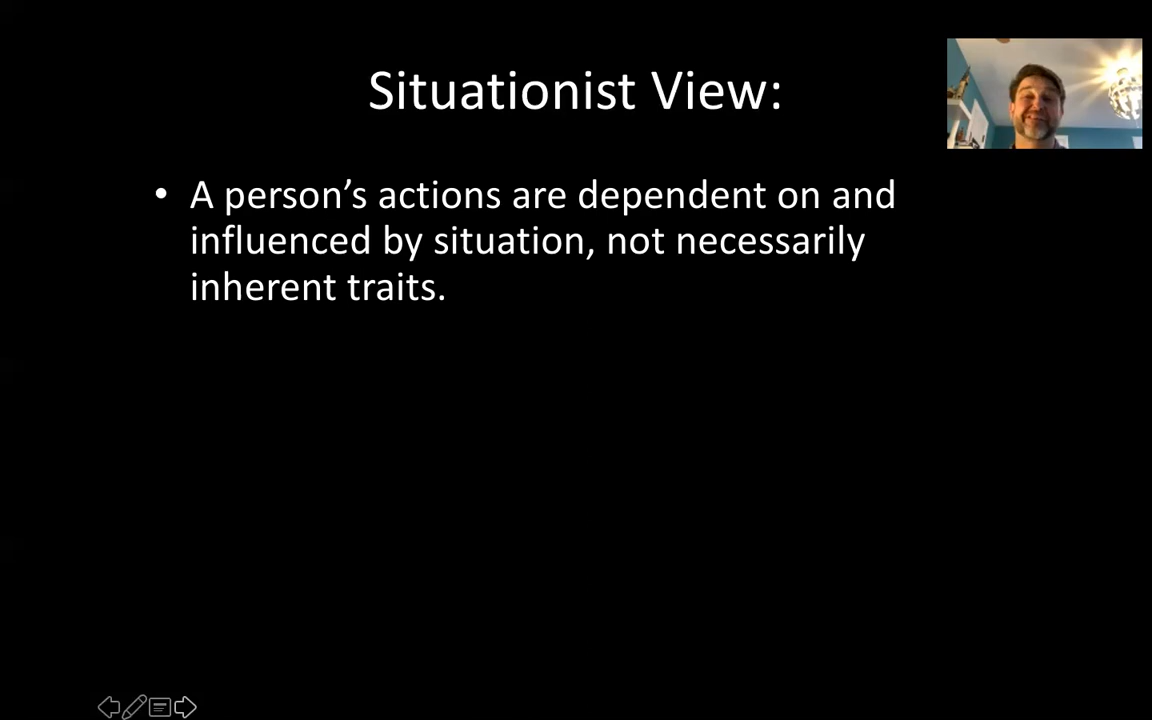 Situationist View:
• A person’s actions are dependent on and
influenced by situation, not necessarily
inherent traits.